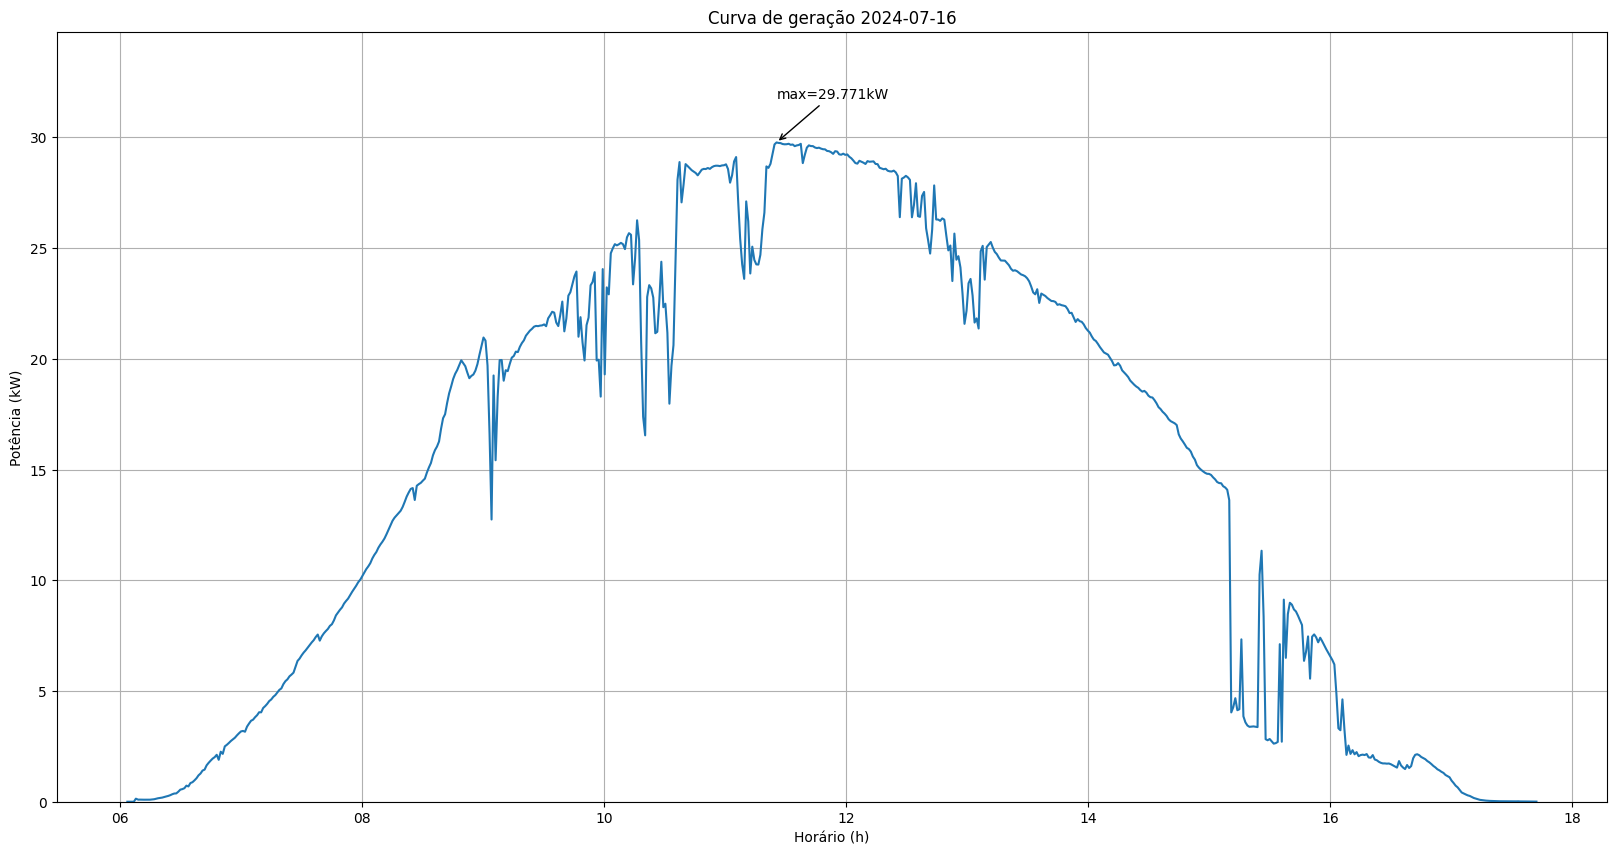 Curva de geração 2024-07-16
max=29.771kW
30
25
20
15
10
5
0
Potência (kW)
06 08 10 12 14 16 18
Horário (h)